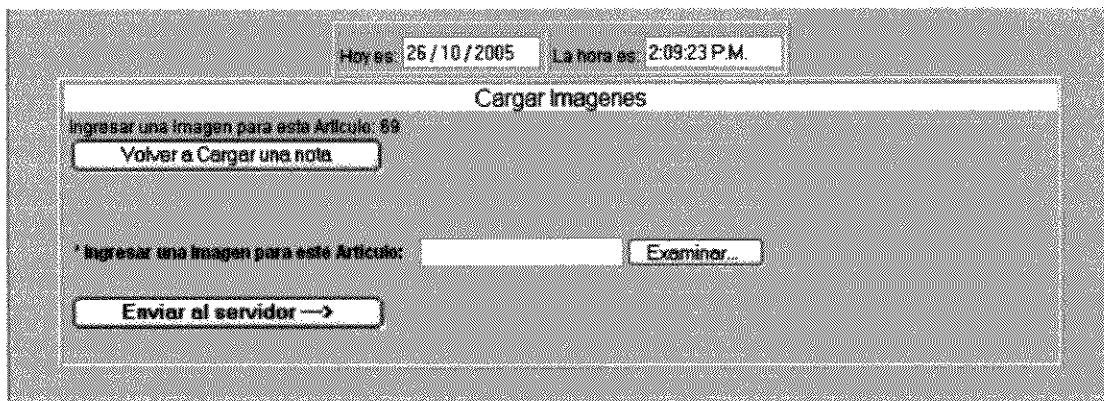 Hoy es: 26/10/2005 La hora es: 2:09:23 P.M.
Cargar Imagenes
Ingresar una Imagen para este Articulo: 69
Volver a Cargar una nota
* Ingresar una Imagen para este Articulo: Examinar...
Enviar al servidor --->